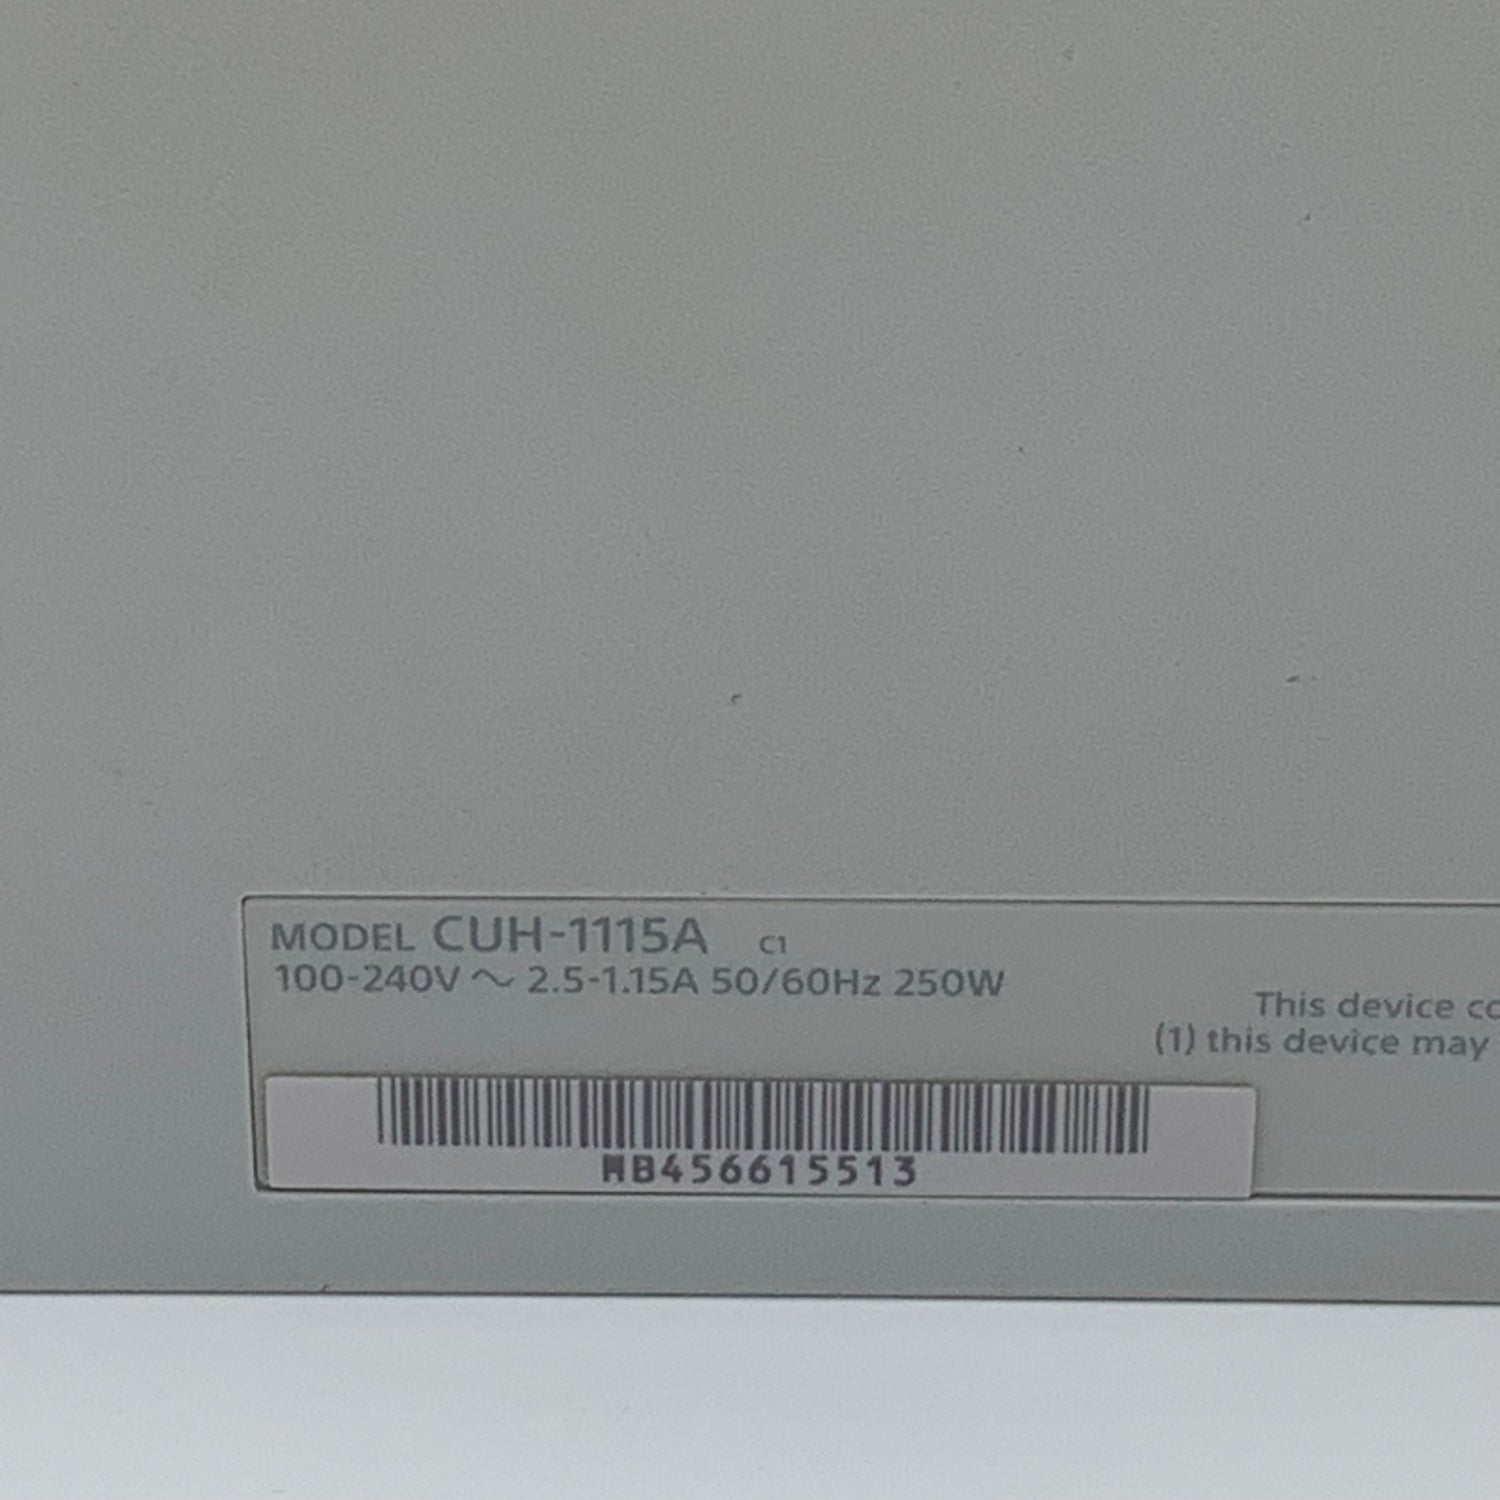 MODEL CUH-1115A C1
100-240V ～ 2.5-1.15A 50/60Hz 250W
This device co
(1) this device may
MB456615513